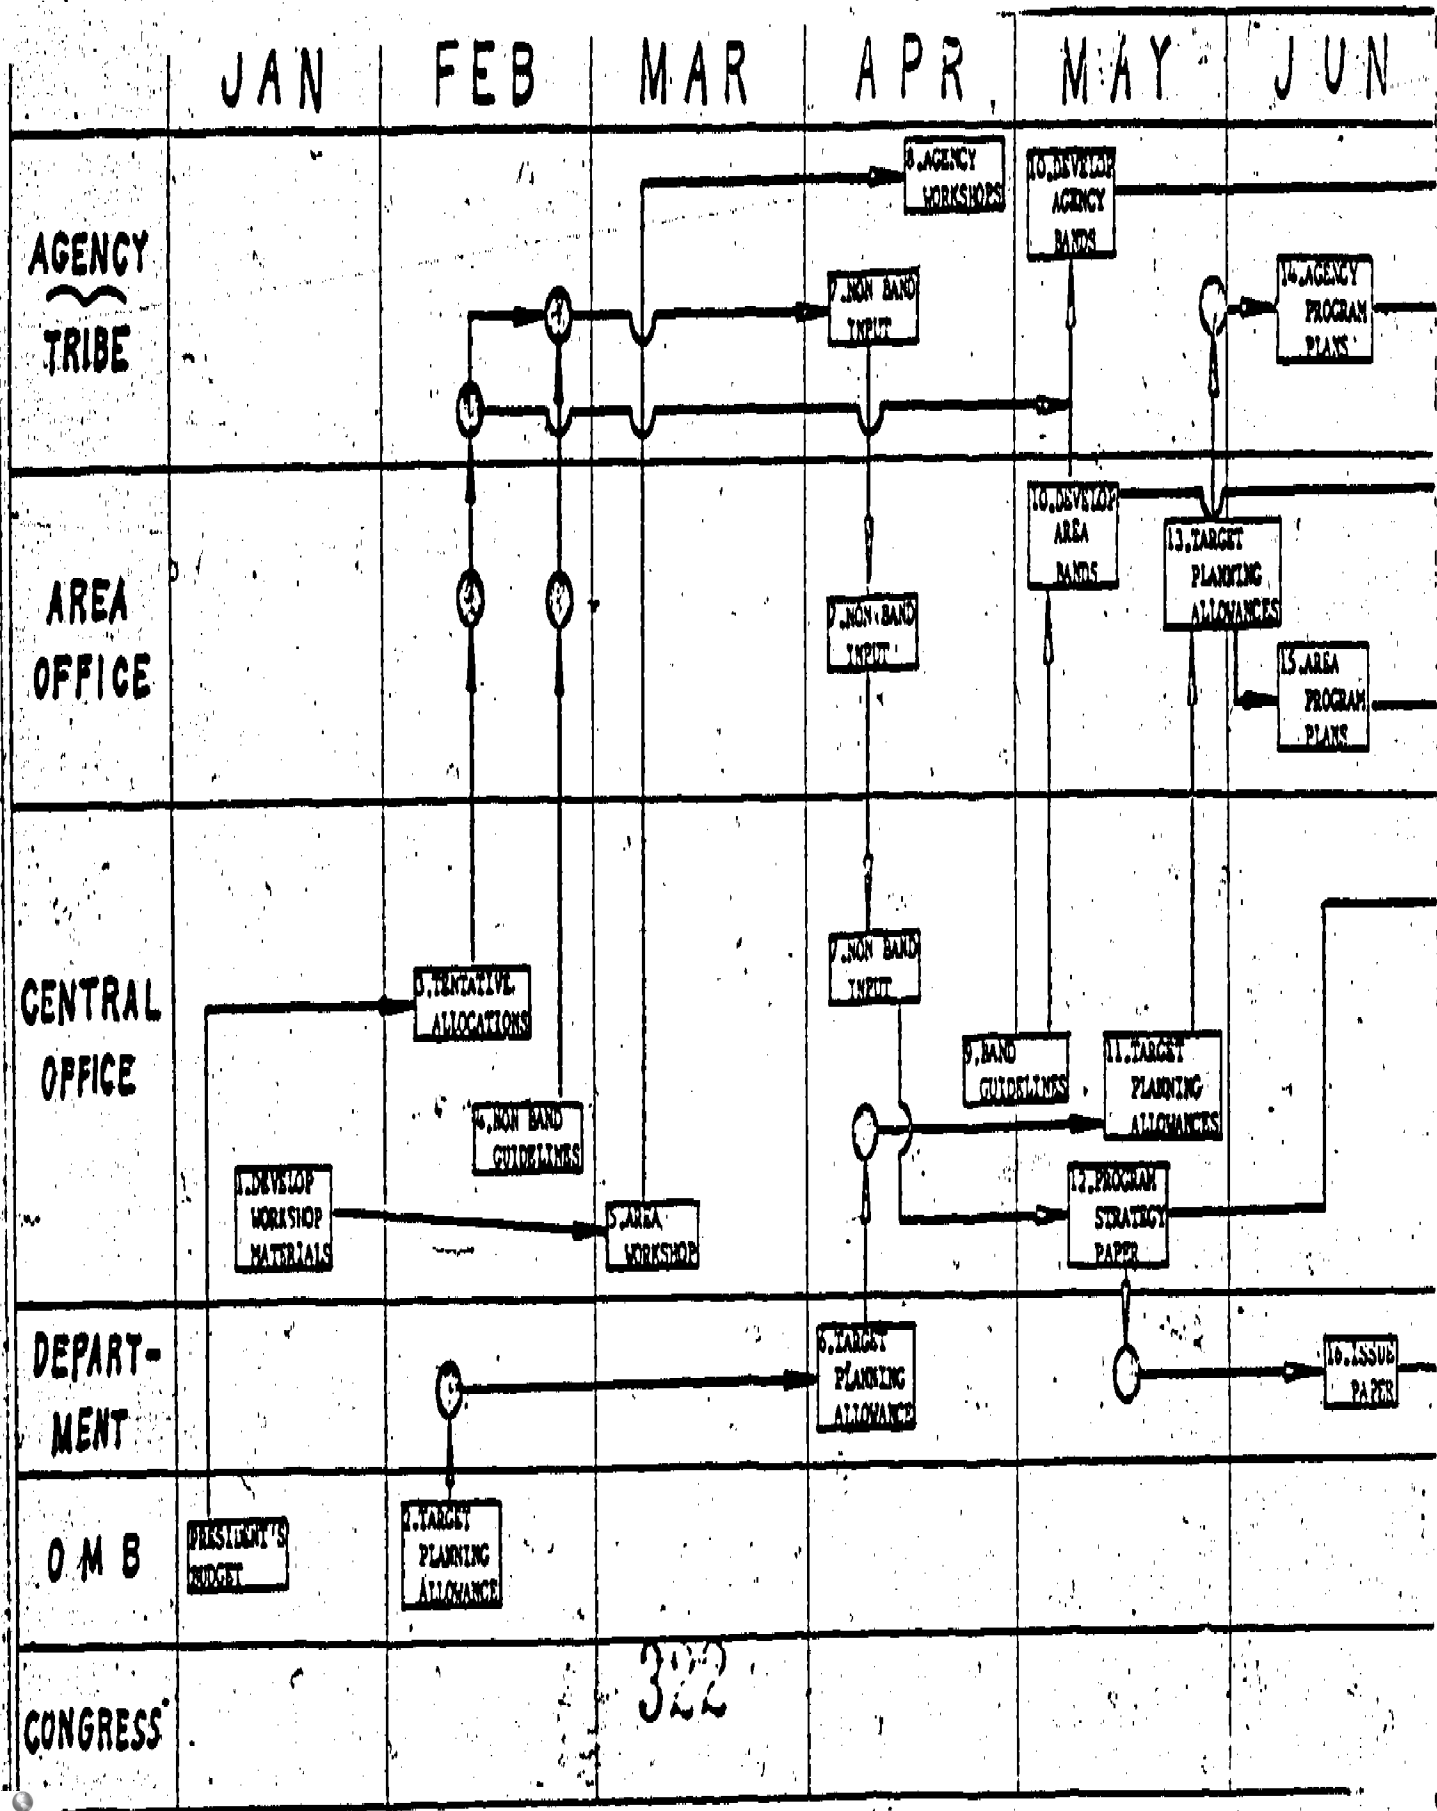 JAN FEB MAR APR MAY JUN
AGENCY
TRIBE
8.AGENCY
WORKSHOPS
10.DEVELOP
AGENCY
BANDS
7.NON BAND
INPUT
14.AGENCY
PROGRAM
PLANS
AREA
OFFICE
10.DEVELOP
AREA
BANDS
13.TARGET
PLANNING
ALLOWANCES
7.NON BAND
INPUT
15.AREA
PROGRAM
PLANS
CENTRAL
OFFICE
3.TENTATIVE
ALLOCATIONS
7.NON BAND
INPUT
4.NON BAND
GUIDELINES
9.BAND
GUIDELINES
11.TARGET
PLANNING
ALLOWANCES
1.DEVELOP
WORKSHOP
MATERIALS
5.AREA
WORKSHOP
12.PROGRAM
STRATEGY
PAPER
DEPART-
MENT
6.TARGET
PLANNING
ALLOWANCE
16.ISSUE
PAPER
OMB
PRESIDENT'S
BUDGET
2.TARGET
PLANNING
ALLOWANCE
CONGRESS
322